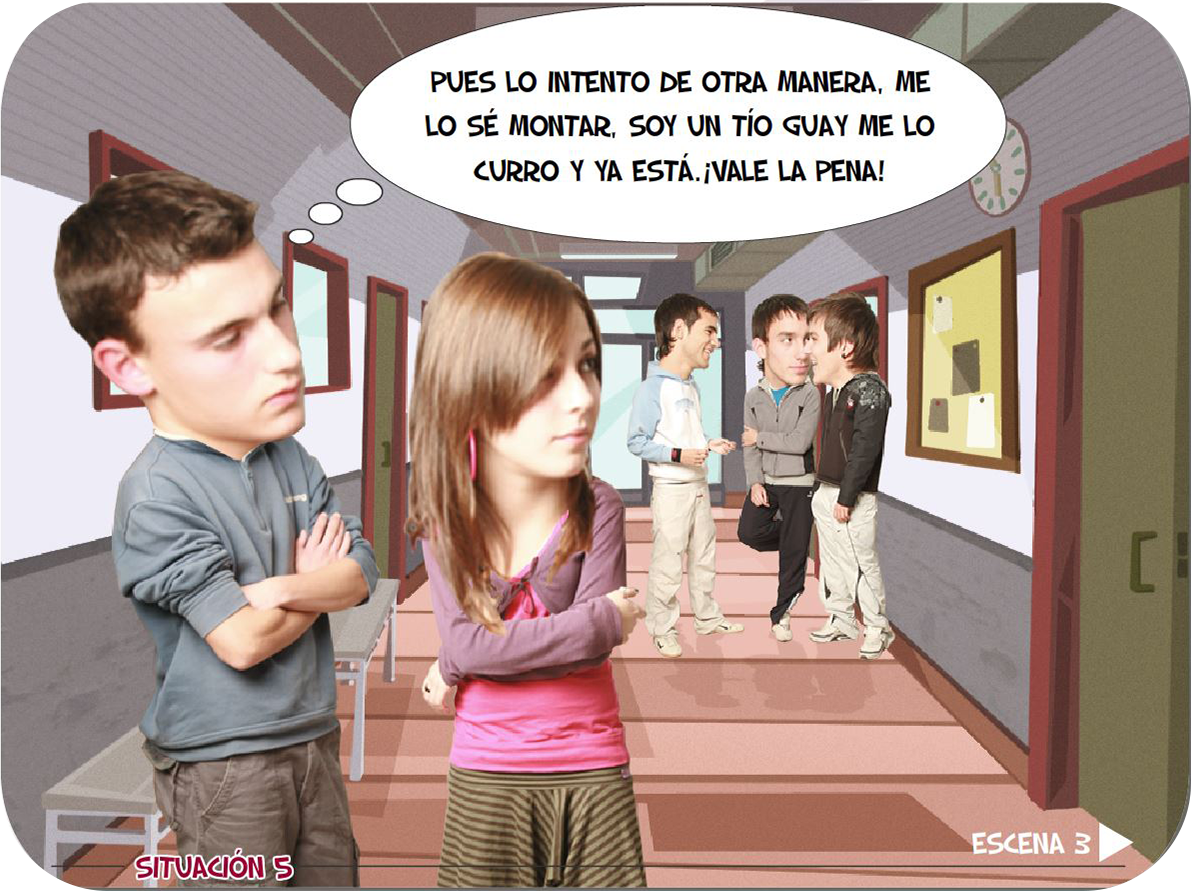 PUES LO INTENTO DE OTRA MANERA, ME
LO SÉ MONTAR, SOY UN TÍO GUAY ME LO
CURRO Y YA ESTÁ.¡VALE LA PENA!
ESCENA 3
SITUACIÓN 5